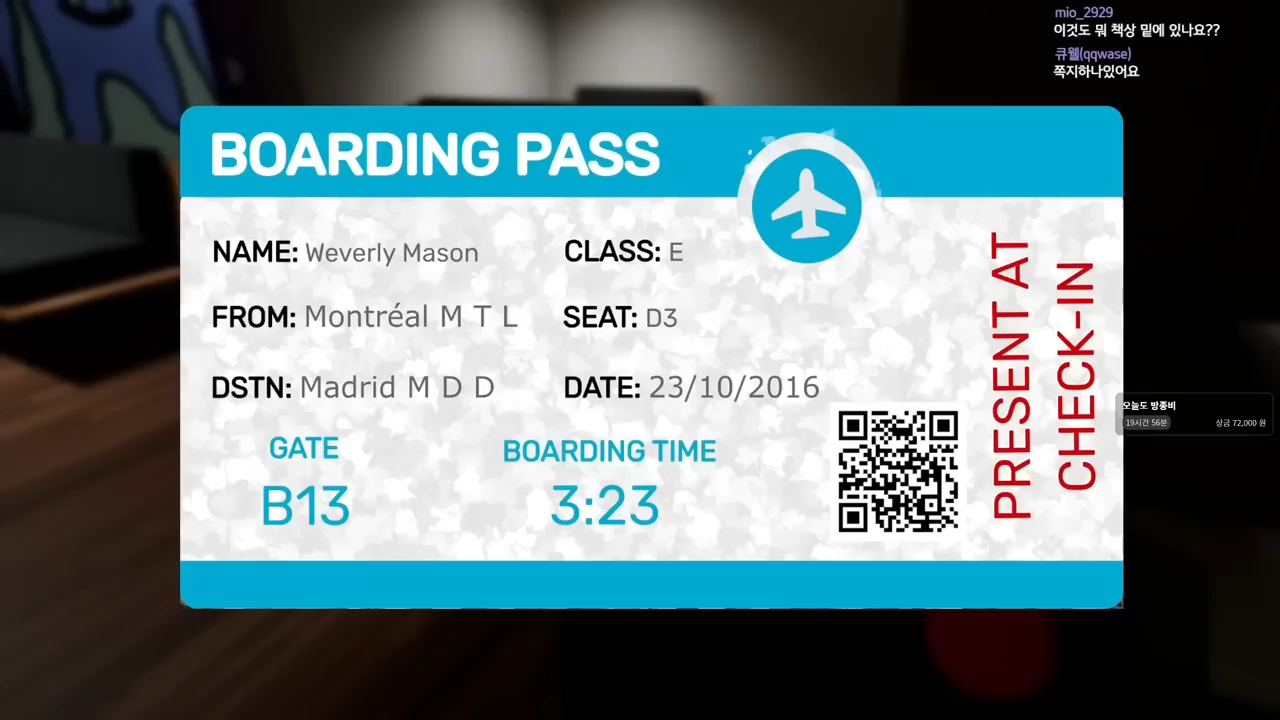 mio_2929
이것도 뭐 책상 밑에 있나요??
큐웰(qqwase)
쪽지하나있어요
BOARDING PASS
NAME: Weverly Mason
CLASS: E
FROM: Montréal M T L
SEAT: D3
DSTN: Madrid M D D
DATE: 23/10/2016
GATE
B13
BOARDING TIME
3:23
PRESENT AT
CHECK-IN
오늘도 방종비
19시간 56분
상금 72,000 원